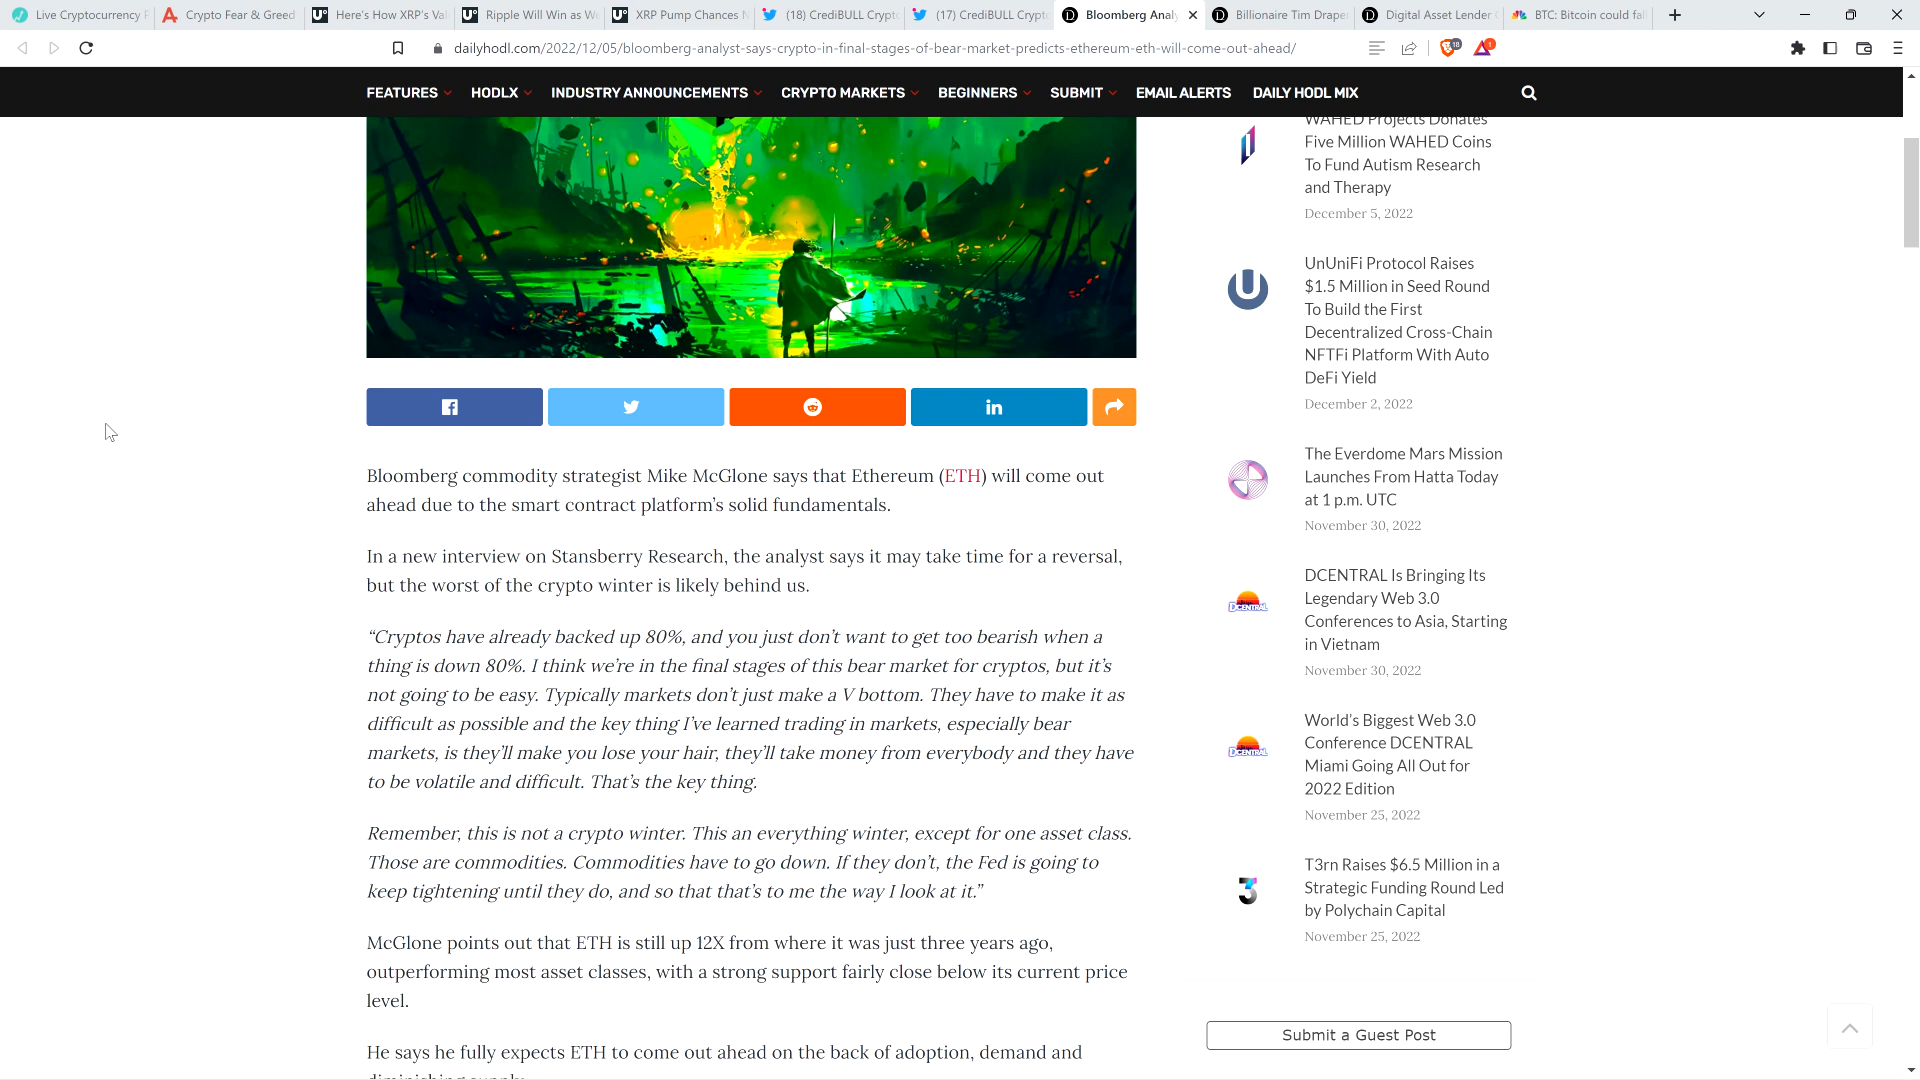 Live Cryptocurrency P
Crypto Fear & Greed
Here's How XRP's Val
Ripple Will Win as W
XRP Pump Chances N
(18) CrediBULL Crypto
(17) CrediBULL Crypto
Bloomberg Analy
Billionaire Tim Draper
Digital Asset Lender
BTC: Bitcoin could fal
dailyhodl.com/2022/12/05/bloomberg-analyst-says-crypto-in-final-stages-of-bear-market-predicts-ethereum-eth-will-come-out-ahead/
18
1
FEATURES
HODLX
INDUSTRY ANNOUNCEMENTS
CRYPTO MARKETS
BEGINNERS
SUBMIT
EMAIL ALERTS
DAILY HODL MIX
Bloomberg commodity strategist Mike McGlone says that Ethereum (ETH) will come out
ahead due to the smart contract platform's solid fundamentals.
In a new interview on Stansberry Research, the analyst says it may take time for a reversal,
but the worst of the crypto winter is likely behind us.
“Cryptos have already backed up 80%, and you just don't want to get too bearish when a
thing is down 80%. I think we're in the final stages of this bear market for cryptos, but it's
not going to be easy. Typically markets don't just make a V bottom. They have to make it as
difficult as possible and the key thing I've learned trading in markets, especially bear
markets, is they'll make you lose your hair, they'll take money from everybody and they have
to be volatile and difficult. That's the key thing.
Remember, this is not a crypto winter. This an everything winter, except for one asset class.
Those are commodities. Commodities have to go down. If they don't, the Fed is going to
keep tightening until they do, and so that that's to me the way I look at it.”
McGlone points out that ETH is still up 12X from where it was just three years ago,
outperforming most asset classes, with a strong support fairly close below its current price
level.
He says he fully expects ETH to come out ahead on the back of adoption, demand and
WAHED Projects Donates
Five Million WAHED Coins
To Fund Autism Research
and Therapy
December 5, 2022
UnUniFi Protocol Raises
$1.5 Million in Seed Round
To Build the First
Decentralized Cross-Chain
NFTFi Platform With Auto
DeFi Yield
December 2, 2022
The Everdome Mars Mission
Launches From Hatta Today
at 1 p.m. UTC
November 30, 2022
DCENTRAL
DCENTRAL Is Bringing Its
Legendary Web 3.0
Conferences to Asia, Starting
in Vietnam
November 30, 2022
DCENTRAL
World's Biggest Web 3.0
Conference DCENTRAL
Miami Going All Out for
2022 Edition
November 25, 2022
T3rn Raises $6.5 Million in a
Strategic Funding Round Led
by Polychain Capital
November 25, 2022
Submit a Guest Post